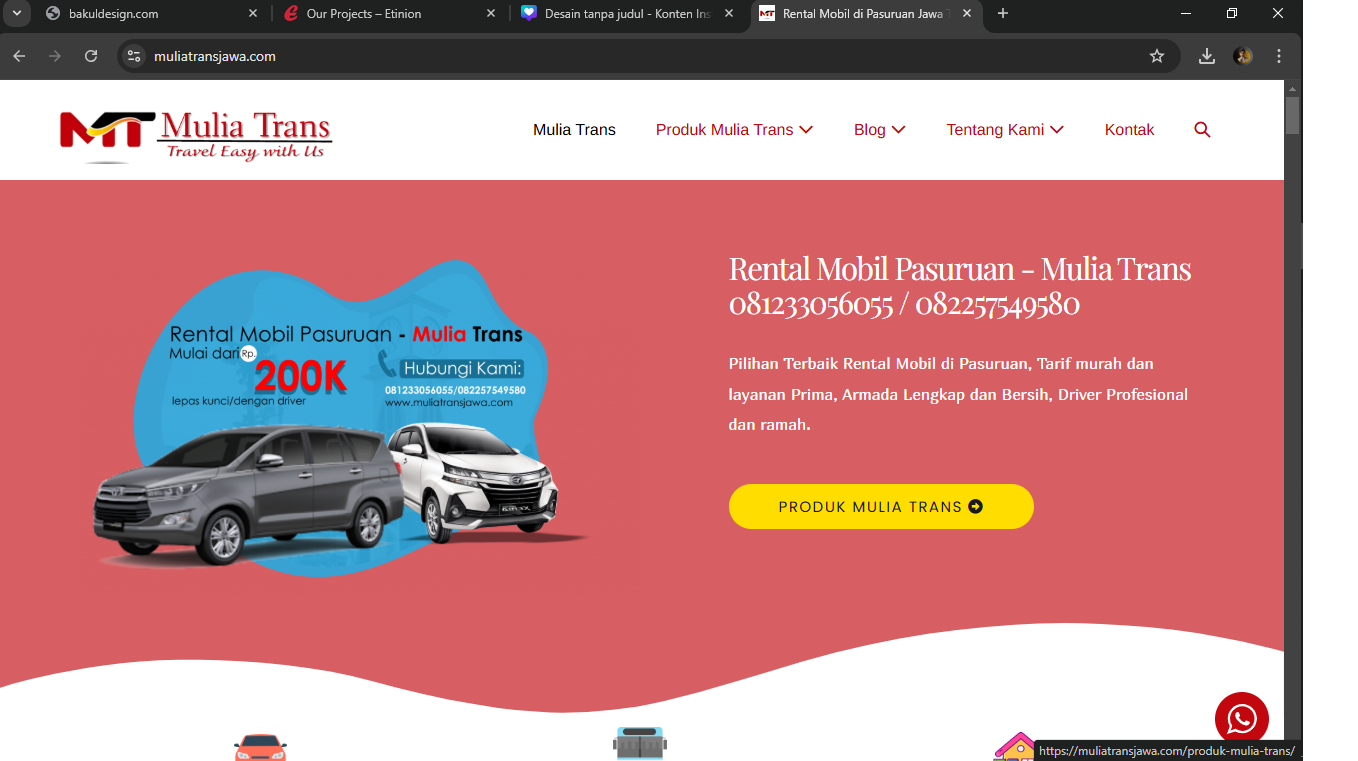 bakuldesign.com
Our Projects – Etinion
Desain tanpa judul - Konten Ins
Rental Mobil di Pasuruan Jawa T
muliatransjawa.com
MT Mulia Trans
Travel Easy with Us
Mulia Trans
Produk Mulia Trans
Blog
Tentang Kami
Kontak
Rental Mobil Pasuruan - Mulia Trans
Mulai dari Rp.
200K
lepas kunci/dengan driver
Hubungi Kami:
081233056055/082257549580
www.muliatransjawa.com
Rental Mobil Pasuruan - Mulia Trans
081233056055 / 082257549580
Pilihan Terbaik Rental Mobil di Pasuruan, Tarif murah dan
layanan Prima, Armada Lengkap dan Bersih, Driver Profesional
dan ramah.
PRODUK MULIA TRANS
https://muliatransjawa.com/produk-mulia-trans/